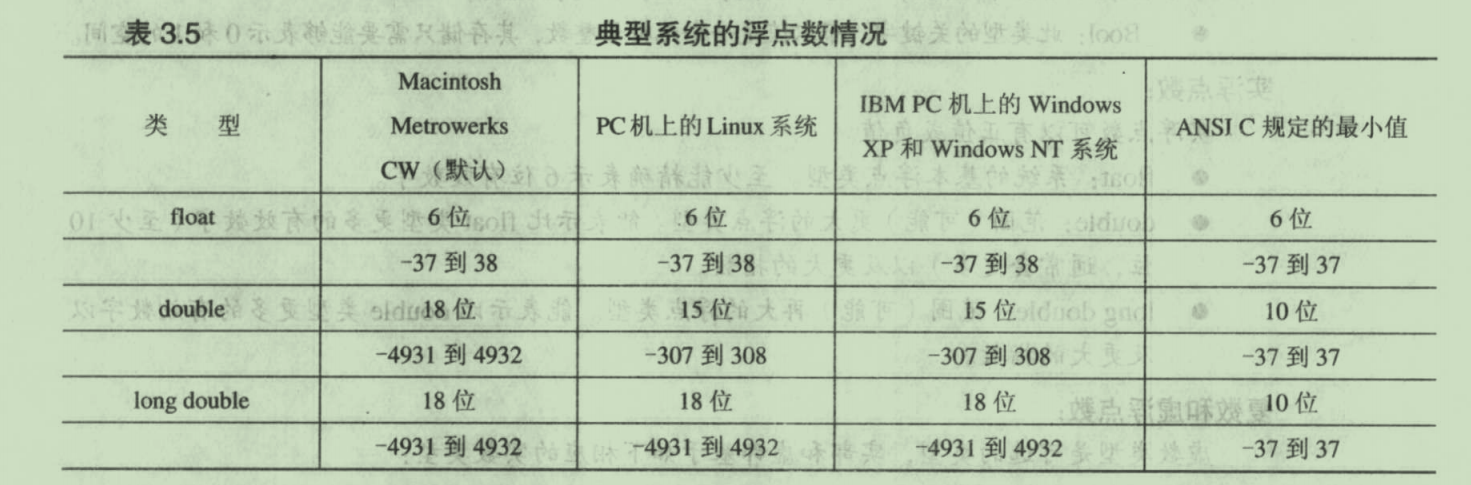 表 3.5 典型系统的浮点数情况
类 型 Macintosh Metrowerks CW（默认） PC 机上的 Linux 系统 IBM PC 机上的 Windows XP 和 Windows NT 系统 ANSI C 规定的最小值
float 6 位 6 位 6 位 6 位
-37 到 38 -37 到 38 -37 到 38 -37 到 37
double 18 位 15 位 15 位 10 位
-4931 到 4932 -307 到 308 -307 到 308 -37 到 37
long double 18 位 18 位 18 位 10 位
-4931 到 4932 -4931 到 4932 -4931 到 4932 -37 到 37